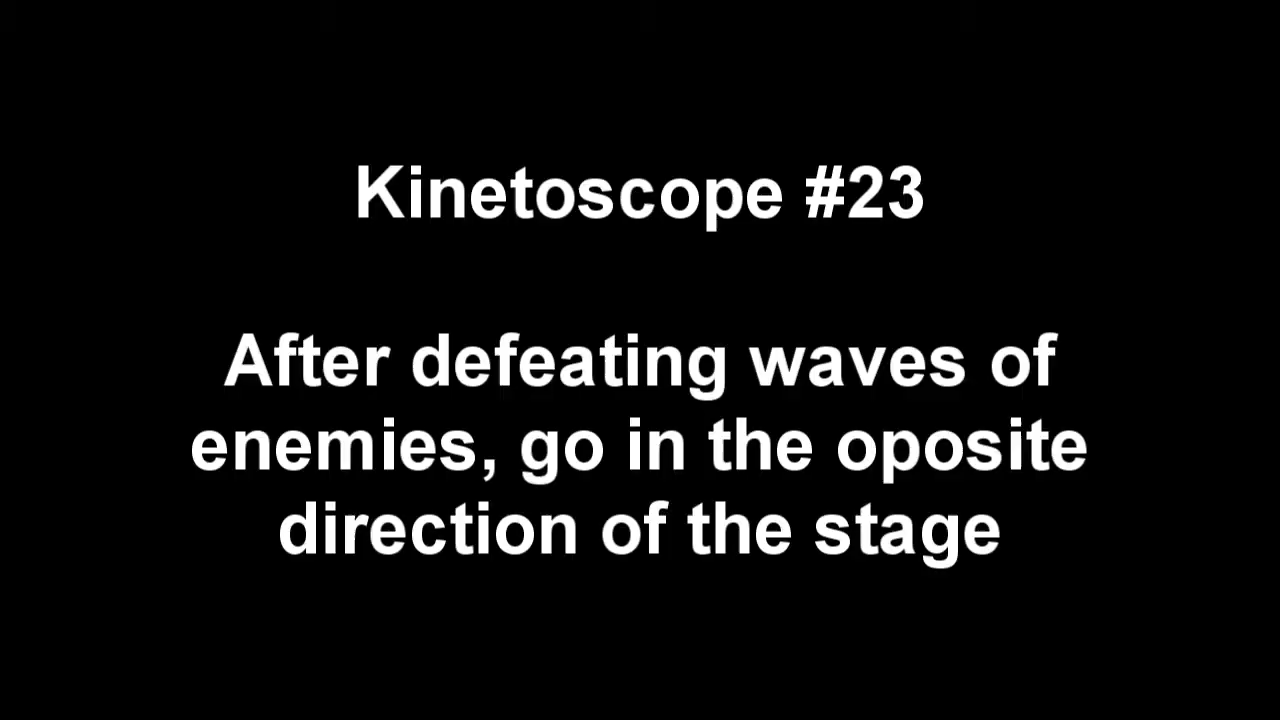 Kinetoscope #23
After defeating waves of
enemies, go in the oposite
direction of the stage